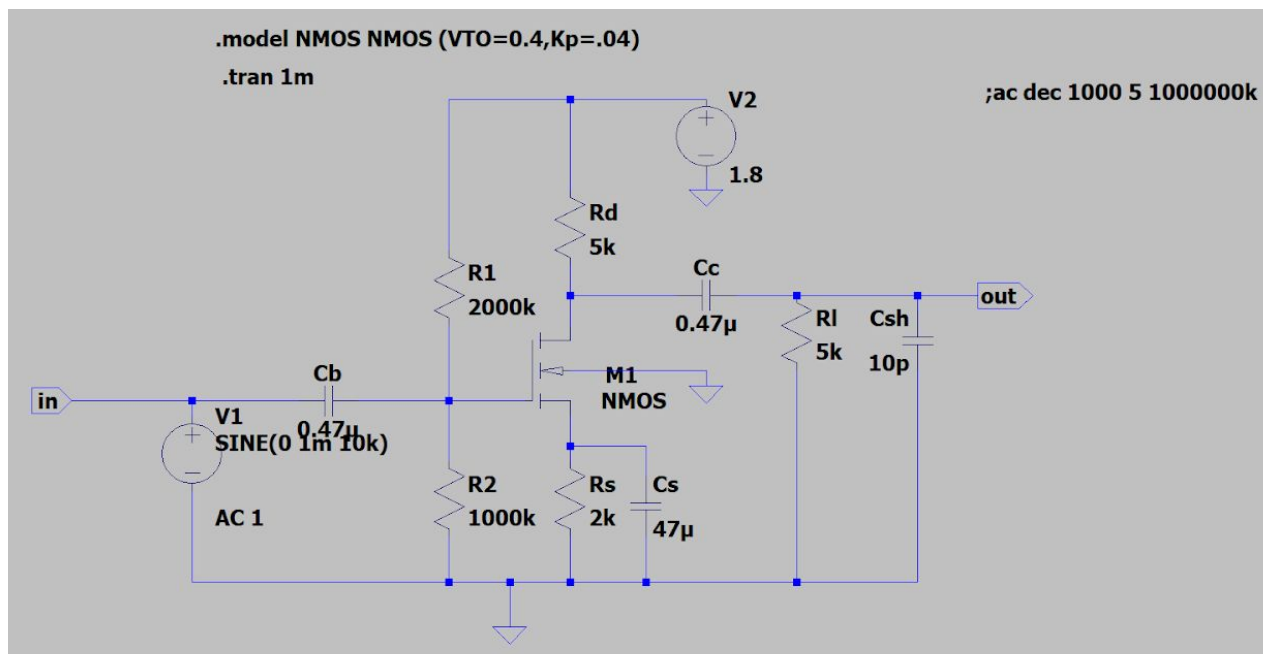 .model NMOS NMOS (VTO=0.4,Kp=.04)
.tran 1m
;ac dec 1000 5 1000000k
V2
1.8
Rd
5k
R1
2000k
Cc
0.47µ
out
Rl
5k
Csh
10p
M1
NMOS
in
Cb
0.47µ
V1
SINE(0 1m 10k)
AC 1
R2
1000k
Rs
2k
Cs
47µ